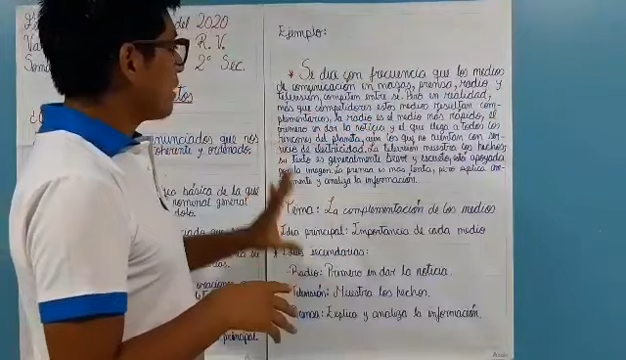 del 2020
R. V.
2° Sec.
enunciados que nos
coherente y ordenada.
básica de la que
nominal general
principal.
Ejemplo:
* Se dia con frecuencia que los medios
de comunicación en masas, prensa, radio y
televisión, compiten entre sí. Pero en realidad,
más que competidores estos medios resultan com-
plementarios, la radio es el medio más rápido, el
primero en dar la noticia y el que llega a todos los
rincones del planeta, aún los que no cuentan con ser-
vicio de electricidad. La televisión muestra los hechos;
su texto es generalmente breve y escueto, esta apoyada
por la imagen. La prensa es más lenta, pero explica
y analiza la información.
Tema: La complementación de los medios
Idea principal: Importancia de cada medio
Ideas secundarias:
Radio: Primero en dar la noticia.
Televisión: Muestra los hechos.
Prensa: Explica y analiza la información.